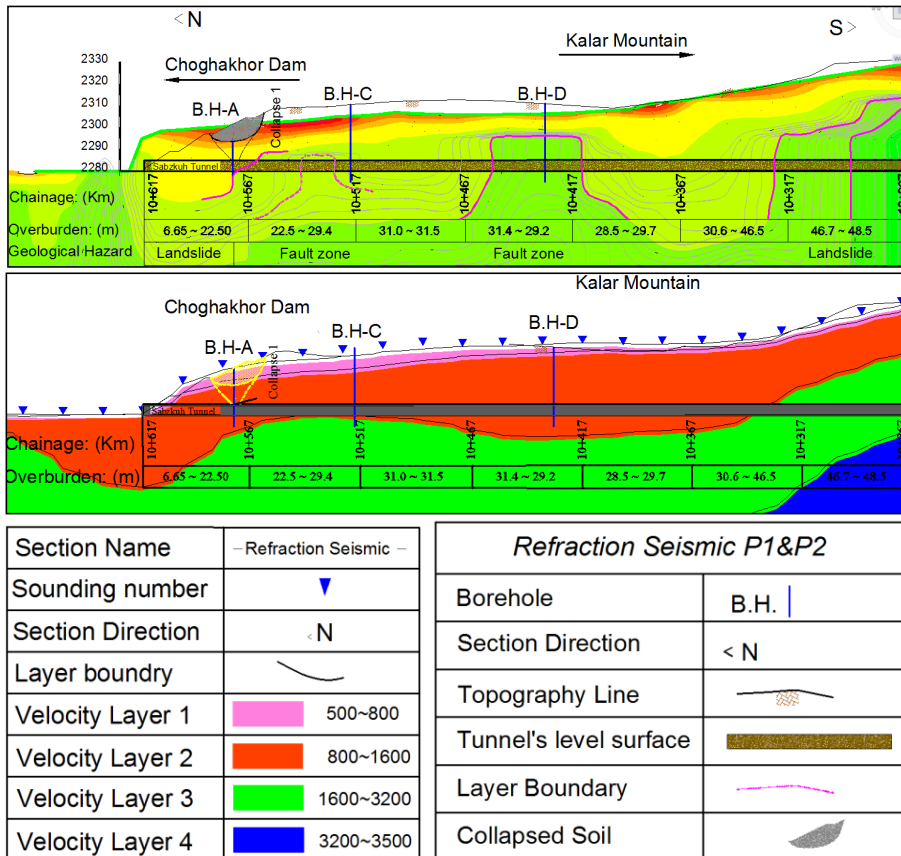 <N
S>
Kalar Mountain
Choghakhor Dam
2330
2320
2310
2300
2290
2280
B.H-A
Collapse 1
B.H-C
B.H-D
Sabzkuh Tunnel
Chainage: (Km)
10+617
10+567
10+517
10+467
10+417
10+367
10+317
Overburden: (m)
6.65 ~ 22.50
22.5 ~ 29.4
31.0 ~ 31.5
31.4 ~ 29.2
28.5 ~ 29.7
30.6 ~ 46.5
46.7 ~ 48.5
Geological Hazard
Landslide
Fault zone
Fault zone
Landslide
Kalar Mountain
Choghakhor Dam
B.H-A
Collapse 1
B.H-C
B.H-D
Sabzkuh Tunnel
Chainage: (Km)
10+617
10+567
10+517
10+467
10+417
10+367
10+317
Overburden: (m)
6.65 ~ 22.50
22.5 ~ 29.4
31.0 ~ 31.5
31.4 ~ 29.2
28.5 ~ 29.7
30.6 ~ 46.5
46.7 ~ 48.5
Section Name
– Refraction Seismic –
Sounding number
Section Direction
<N
Layer boundry
Velocity Layer 1
500~800
Velocity Layer 2
800~1600
Velocity Layer 3
1600~3200
Velocity Layer 4
3200~3500
Refraction Seismic P1&P2
Borehole
B.H.
Section Direction
< N
Topography Line
Tunnel's level surface
Layer Boundary
Collapsed Soil